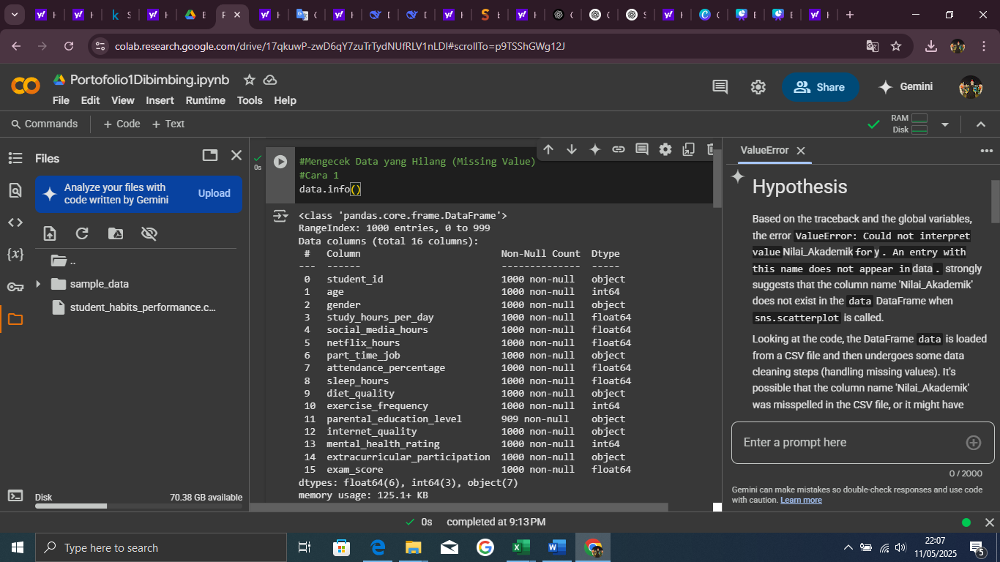 colab.research.google.com/drive/17qkuwP-zwD6qY7zuTrTydNUfRLV1nLDl#scrollTo=p9TSShGWg12J
Portofolio1Dibimbing.ipynb
File Edit View Insert Runtime Tools Help
Share
Gemini
Commands + Code + Text
RAM
Disk
Files
Analyze your files with
code written by Gemini
Upload
..
sample_data
student_habits_performance.c...
Disk 70.38 GB available
0s
#Mengecek Data yang Hilang (Missing Value)
#Cara 1
data.info()
<class 'pandas.core.frame.DataFrame'>
RangeIndex: 1000 entries, 0 to 999
Data columns (total 16 columns):
# Column Non-Null Count Dtype
--- ------ -------------- -----
0 student_id 1000 non-null object
1 age 1000 non-null int64
2 gender 1000 non-null object
3 study_hours_per_day 1000 non-null float64
4 social_media_hours 1000 non-null float64
5 netflix_hours 1000 non-null float64
6 part_time_job 1000 non-null object
7 attendance_percentage 1000 non-null float64
8 sleep_hours 1000 non-null float64
9 diet_quality 1000 non-null object
10 exercise_frequency 1000 non-null int64
11 parental_education_level 909 non-null object
12 internet_quality 1000 non-null object
13 mental_health_rating 1000 non-null int64
14 extracurricular_participation 1000 non-null object
15 exam_score 1000 non-null float64
dtypes: float64(6), int64(3), object(7)
memory usage: 125.1+ KB
ValueError
Hypothesis
Based on the traceback and the global variables,
the error ValueError: Could not interpret
value Nilai_Akademik for y . An entry with
this name does not appear in data . strongly
suggests that the column name 'Nilai_Akademik'
does not exist in the data DataFrame when
sns.scatterplot is called.
Looking at the code, the DataFrame data is loaded
from a CSV file and then undergoes some data
cleaning steps (handling missing values). It's
possible that the column name 'Nilai_Akademik'
was misspelled in the CSV file, or it might have
Enter a prompt here
0 / 2000
Gemini can make mistakes so double-check responses and use code
with caution. Learn more
0s completed at 9:13 PM
Type here to search
22:07
11/05/2025
5